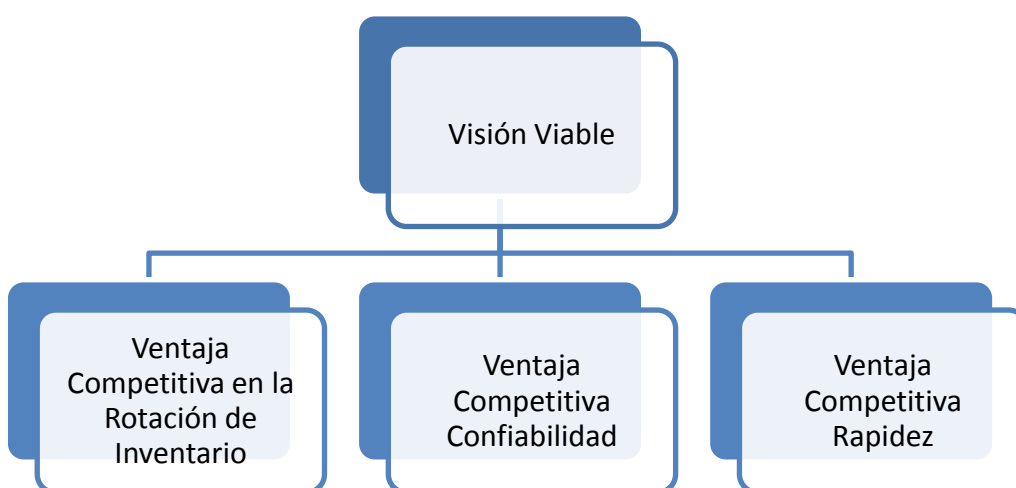 Visión Viable
Ventaja
Competitiva en la
Rotación de
Inventario
Ventaja
Competitiva
Confiabilidad
Ventaja
Competitiva
Rapidez